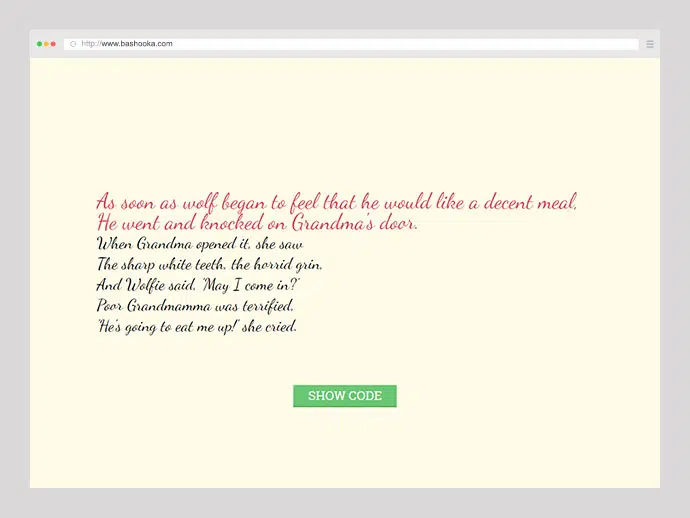 http://www.bashooka.com
As soon as wolf began to feel that he would like a decent meal,
He went and knocked on Grandma's door.
When Grandma opened it, she saw
The sharp white teeth, the horrid grin,
And Wolfie said, 'May I come in?'
Poor Grandmamma was terrified,
'He's going to eat me up!' she cried.
SHOW CODE